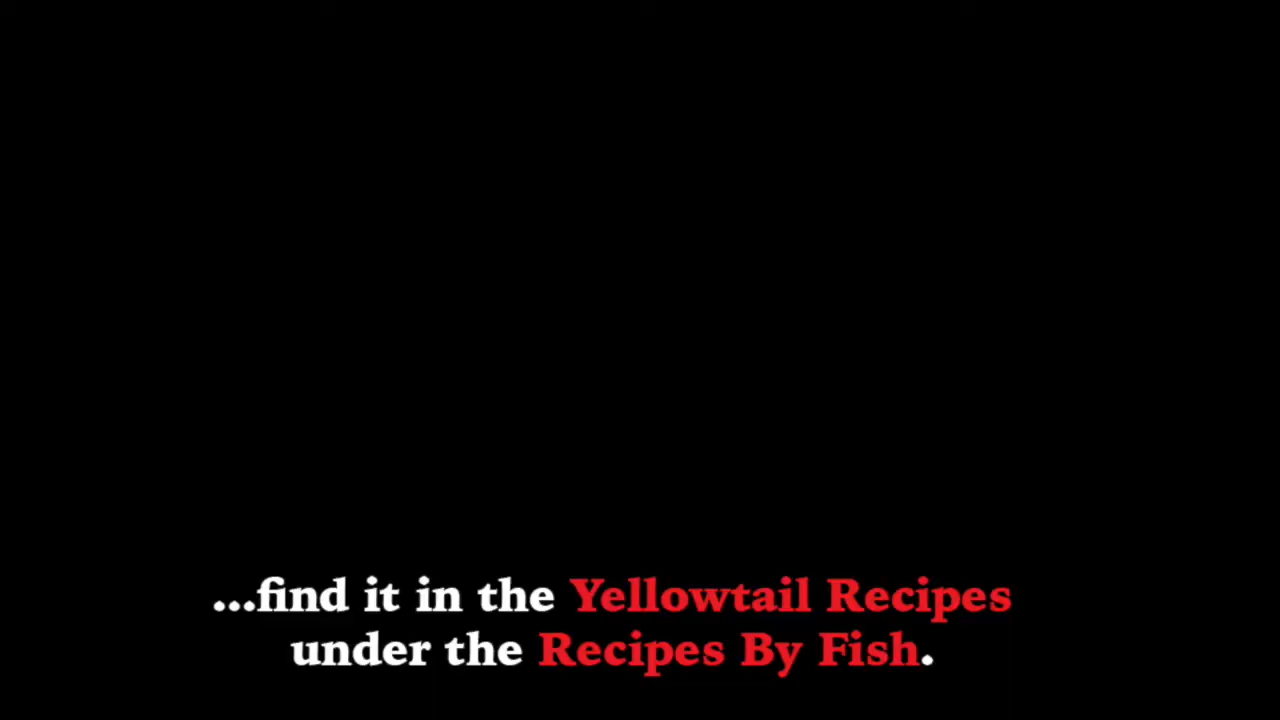 ...find it in the Yellowtail Recipes
under the Recipes By Fish.